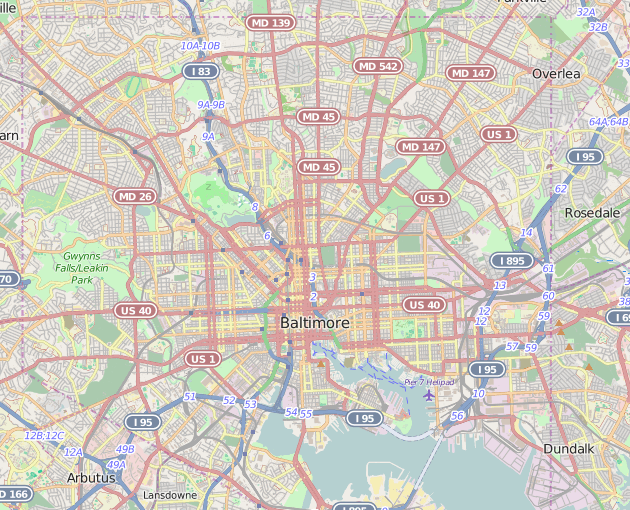 ville
Parkville
32A
MD 139
32B
10A-10B
I 83
MD 542
MD 147
Overlea
33
9A-9B
MD 45
64A-64B
arn
9A
US 1
MD 147
I 95
MD 45
62
MD 26
US 1
8
Rosedale
6
14
Gwynns
Falls/Leakin
Park
I 895
61
70
3
13
2
60
US 40
US 40
38
12
59
I 69
Baltimore
12
57
59
US 1
I 95
Pier 7 Helipad
51
52
53
10
54
55
I 95
56
I 95
12B;12C
49B
12A
49A
Dundalk
Arbutus
Lansdowne
D 166
I 895